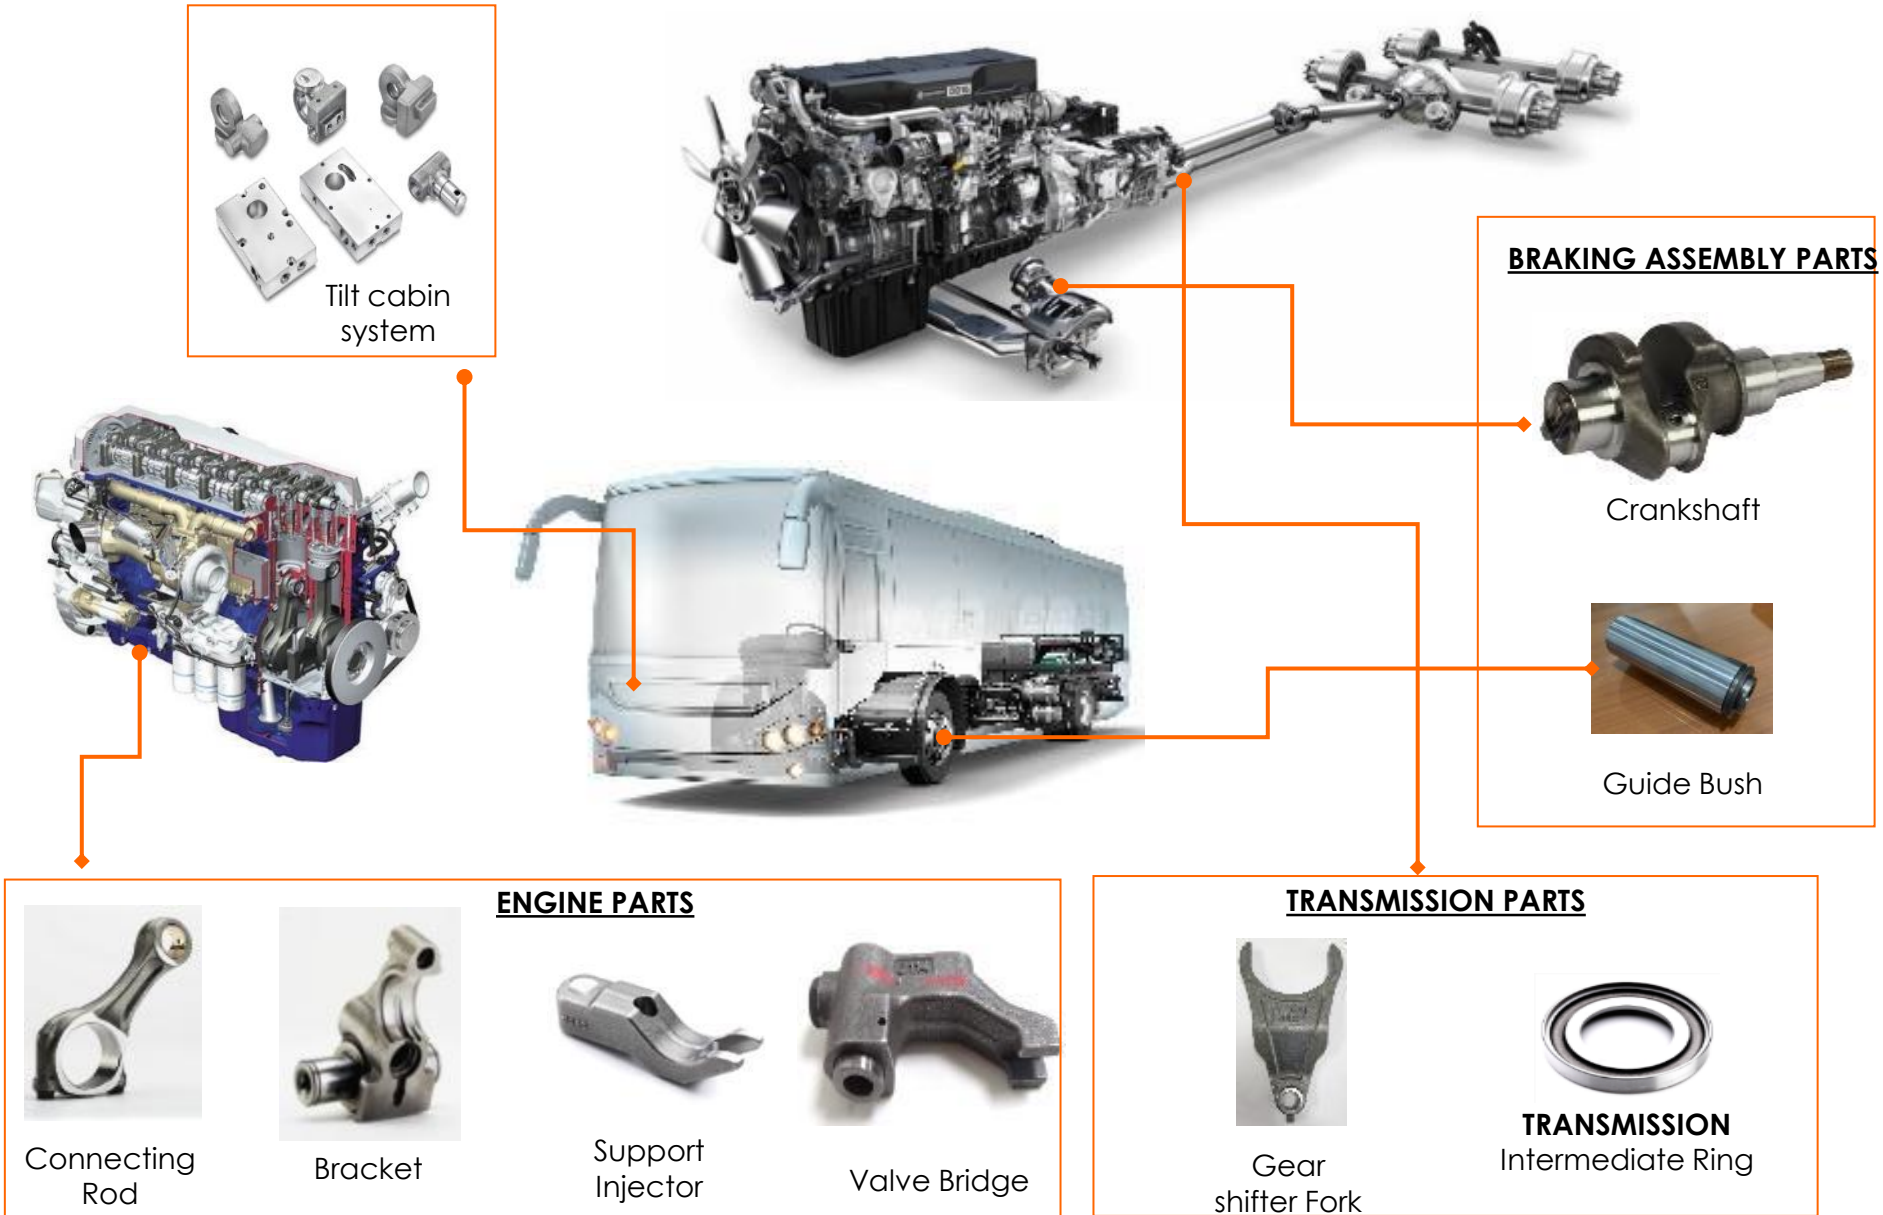 Tilt cabin
system
BRAKING ASSEMBLY PARTS
Crankshaft
Guide Bush
ENGINE PARTS
Connecting
Rod
Bracket
Support
Injector
Valve Bridge
TRANSMISSION PARTS
Gear
shifter Fork
TRANSMISSION
Intermediate Ring